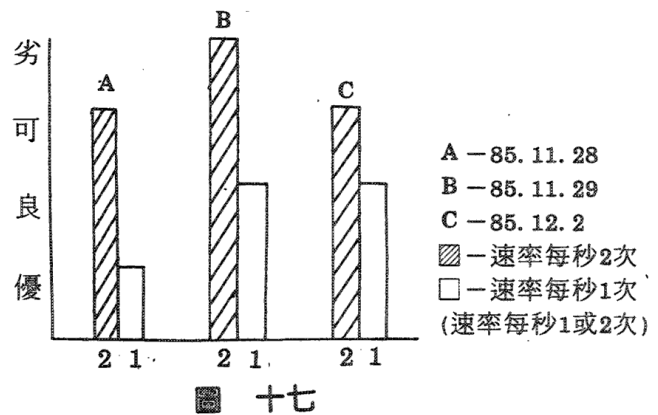 劣
可
良
優
A
B
C
2 1
2 1
2 1
A－85.11.28
B－85.11.29
C－85.12.2
－速率每秒2次
－速率每秒1次
(速率每秒1或2次)
圖 十七